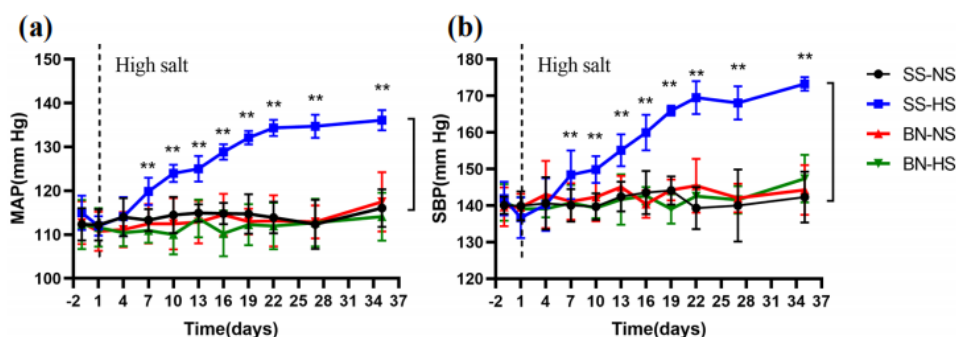 (a)
High salt
MAP(mm Hg)
150
140
130
120
110
100
** ** ** ** ** ** ** **
-2 1 4 7 10 13 16 19 22 25 28 31 34 37
Time(days)
(b)
High salt
SBP(mm Hg)
180
170
160
150
140
130
120
** ** ** ** ** ** ** **
-2 1 4 7 10 13 16 19 22 25 28 31 34 37
Time(days)
SS-NS
SS-HS
BN-NS
BN-HS